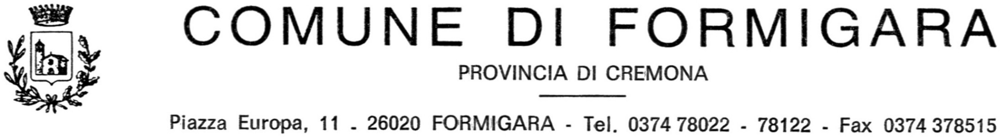 COMUNE DI FORMIGARA
PROVINCIA DI CREMONA
Piazza Europa, 11 - 26020 FORMIGARA - Tel. 0374 78022 - 78122 - Fax 0374 378515